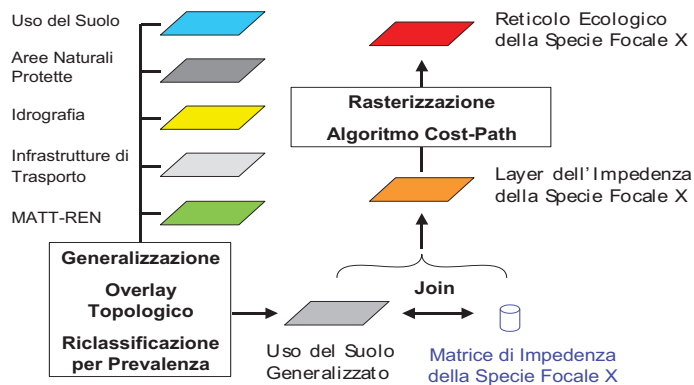 Uso del Suolo
Aree Naturali
Protette
Idrografia
Infrastrutture di
Trasporto
MATT-REN
Generalizzazione
Overlay
Topologico
Riclassificazione
per Prevalenza
Uso del Suolo
Generalizzato
Join
Matrice di Impedenza
della Specie Focale X
Layer dell'Impedenza
della Specie Focale X
Rasterizzazione
Algoritmo Cost-Path
Reticolo Ecologico
della Specie Focale X